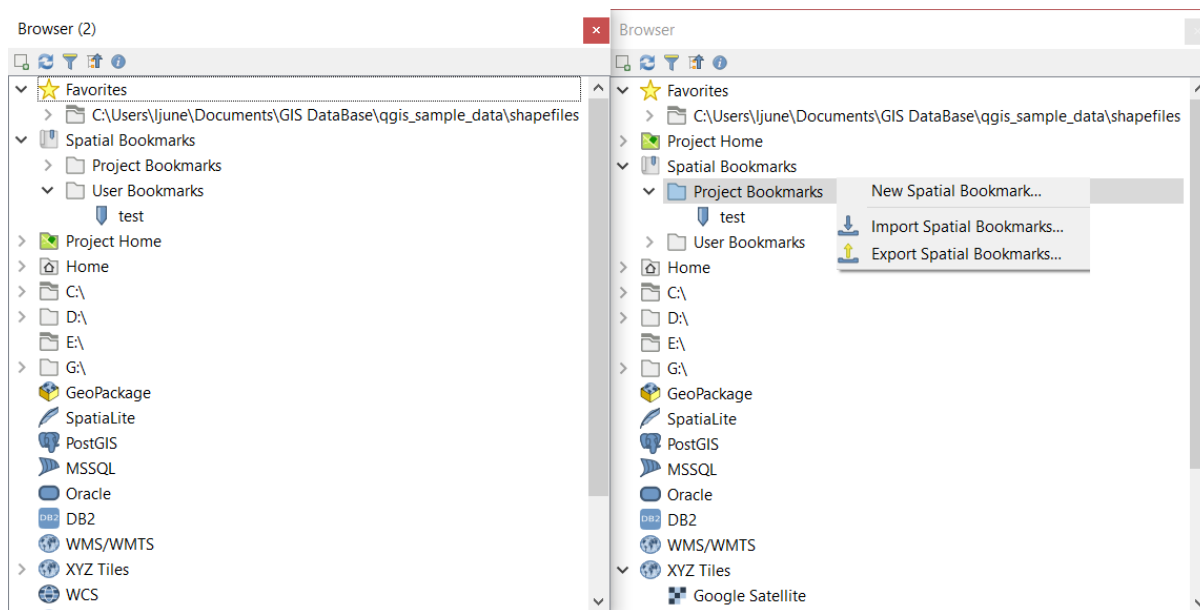 Browser (2)
Favorites
C:\Users\ljune\Documents\GIS DataBase\qgis_sample_data\shapefiles
Spatial Bookmarks
Project Bookmarks
User Bookmarks
test
Project Home
Home
C:\
D:\
E:\
G:\
GeoPackage
SpatiaLite
PostGIS
MSSQL
Oracle
DB2 DB2
WMS/WMTS
XYZ Tiles
WCS
Browser
Favorites
C:\Users\ljune\Documents\GIS DataBase\qgis_sample_data\shapefiles
Project Home
Spatial Bookmarks
Project Bookmarks
test
User Bookmarks
Home
C:\
D:\
E:\
G:\
GeoPackage
SpatiaLite
PostGIS
MSSQL
Oracle
DB2 DB2
WMS/WMTS
XYZ Tiles
Google Satellite
New Spatial Bookmark...
Import Spatial Bookmarks...
Export Spatial Bookmarks...